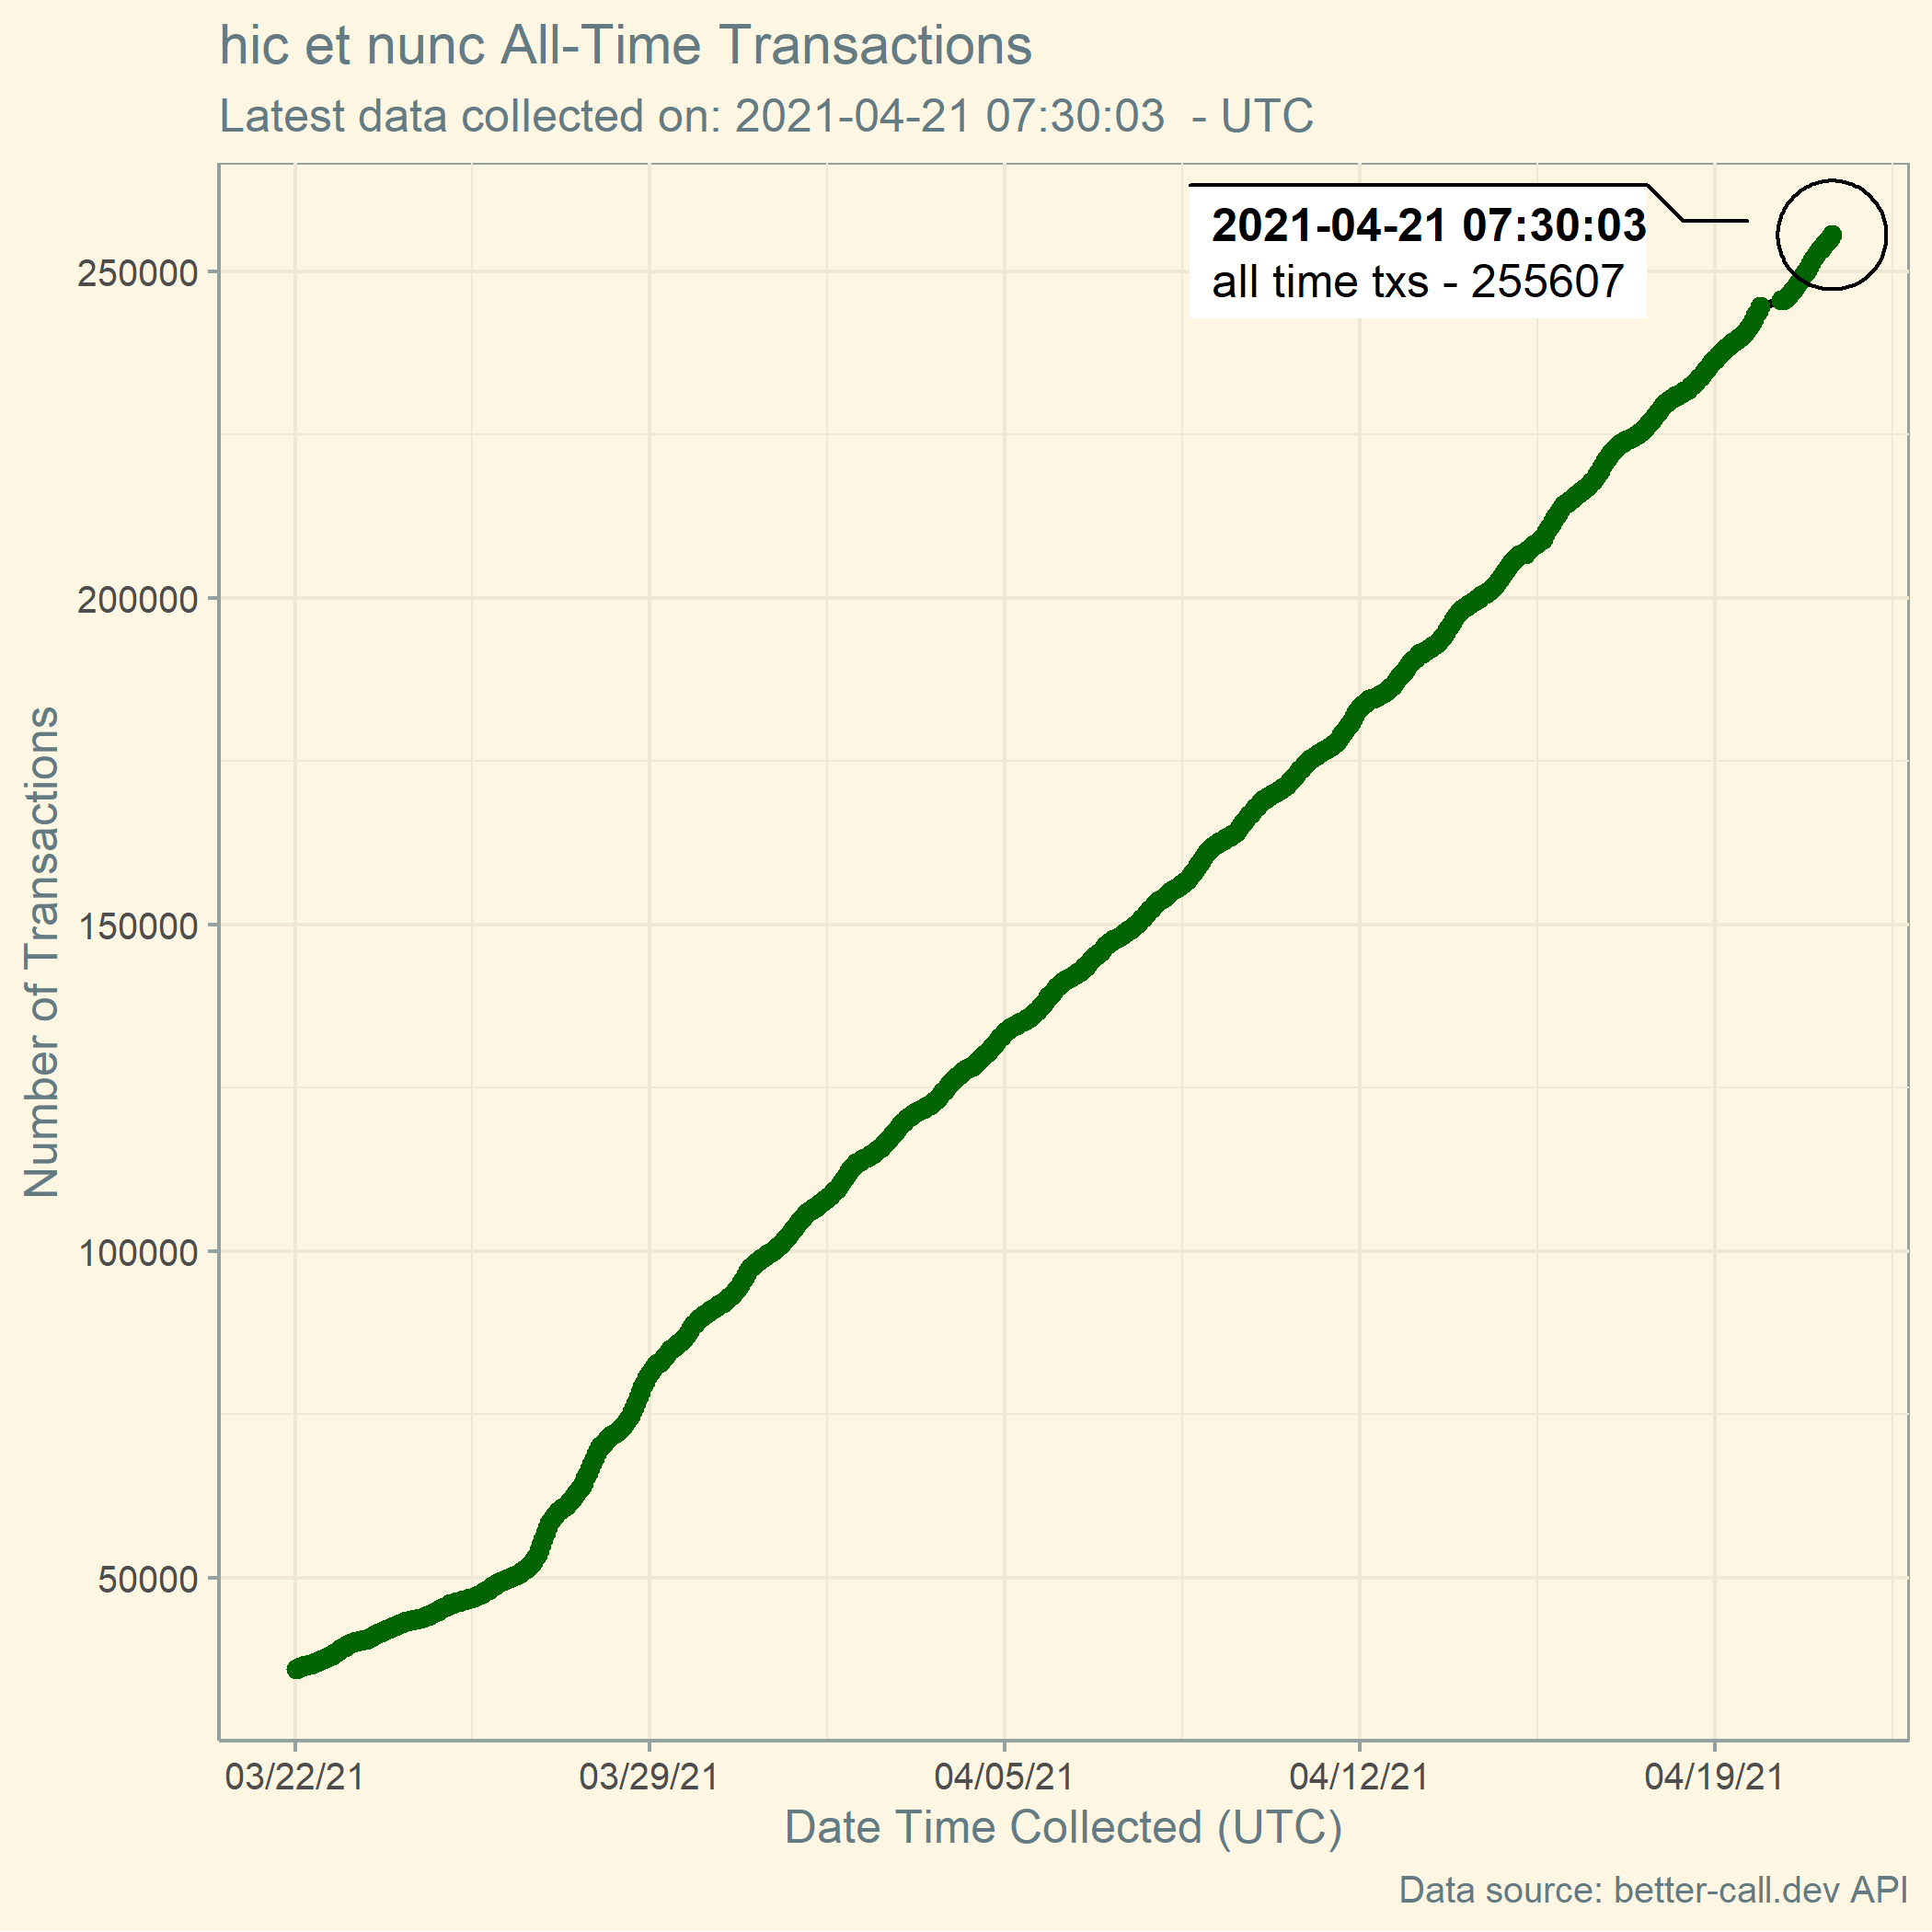 hic et nunc All-Time Transactions
Latest data collected on: 2021-04-21 07:30:03  - UTC
2021-04-21 07:30:03
all time txs - 255607
250000
200000
150000
100000
50000
Number of Transactions
03/22/21 03/29/21 04/05/21 04/12/21 04/19/21
Date Time Collected (UTC)
Data source: better-call.dev API